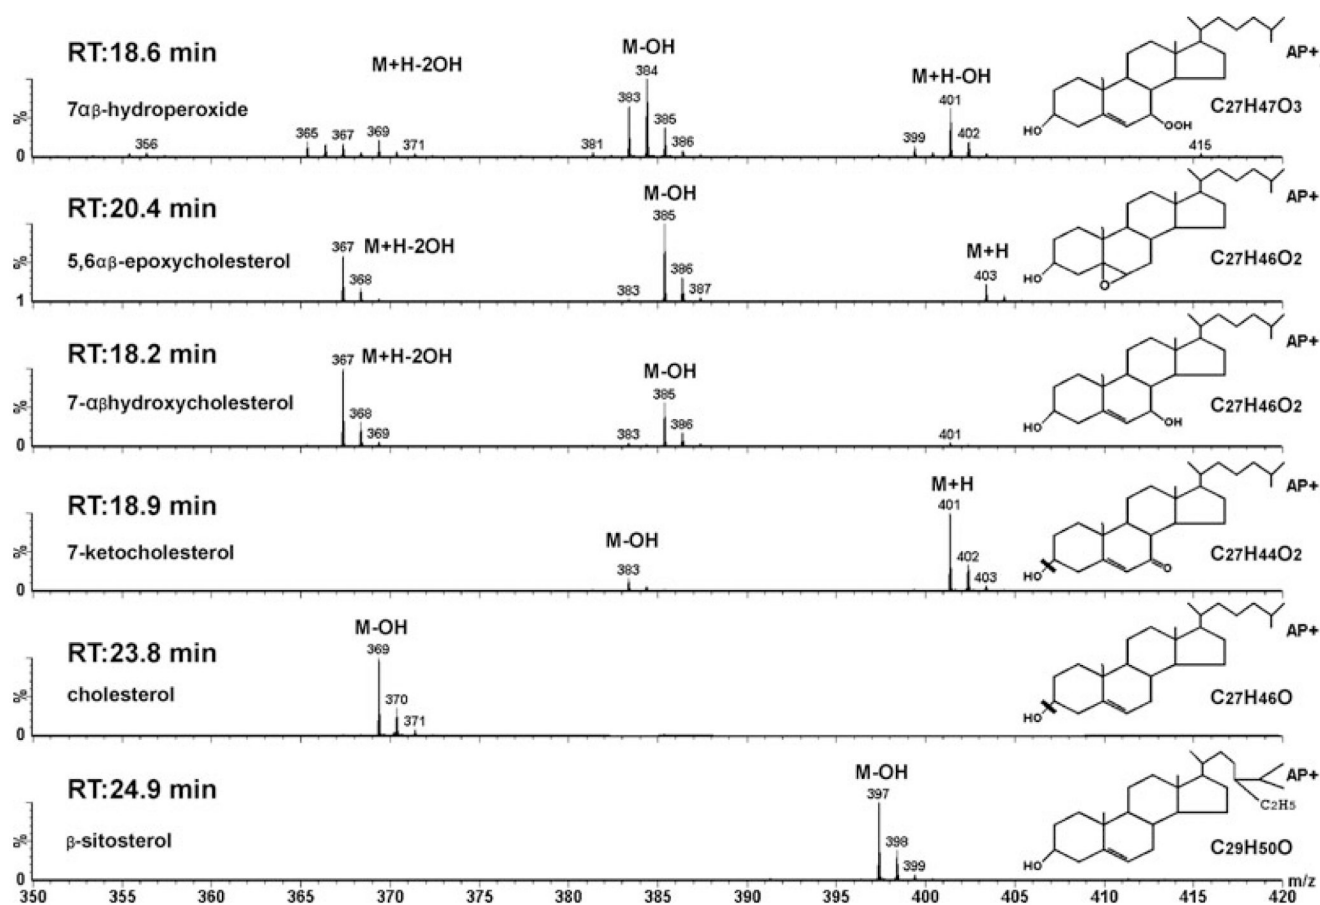 RT:18.6 min
7αβ-hydroperoxide
M+H-2OH
M-OH
M+H-OH
AP+
C27H47O3
HO
OOH
%
0
356
365
367
369
371
381
383
384
385
386
399
401
402
415
RT:20.4 min
5,6αβ-epoxycholesterol
M+H-2OH
M-OH
M+H
AP+
C27H46O2
HO
O
%
1
367
368
383
385
386
387
403
RT:18.2 min
7-αβhydroxycholesterol
M+H-2OH
M-OH
AP+
C27H46O2
HO
OH
%
0
367
368
369
383
385
386
401
RT:18.9 min
7-ketocholesterol
M-OH
M+H
AP+
C27H44O2
HO
O
%
0
383
401
402
403
RT:23.8 min
cholesterol
M-OH
AP+
C27H46O
HO
%
0
369
370
371
RT:24.9 min
β-sitosterol
M-OH
AP+
C2H5
C29H50O
HO
%
0
397
398
399
350 355 360 365 370 375 380 385 390 395 400 405 410 415 420 m/z